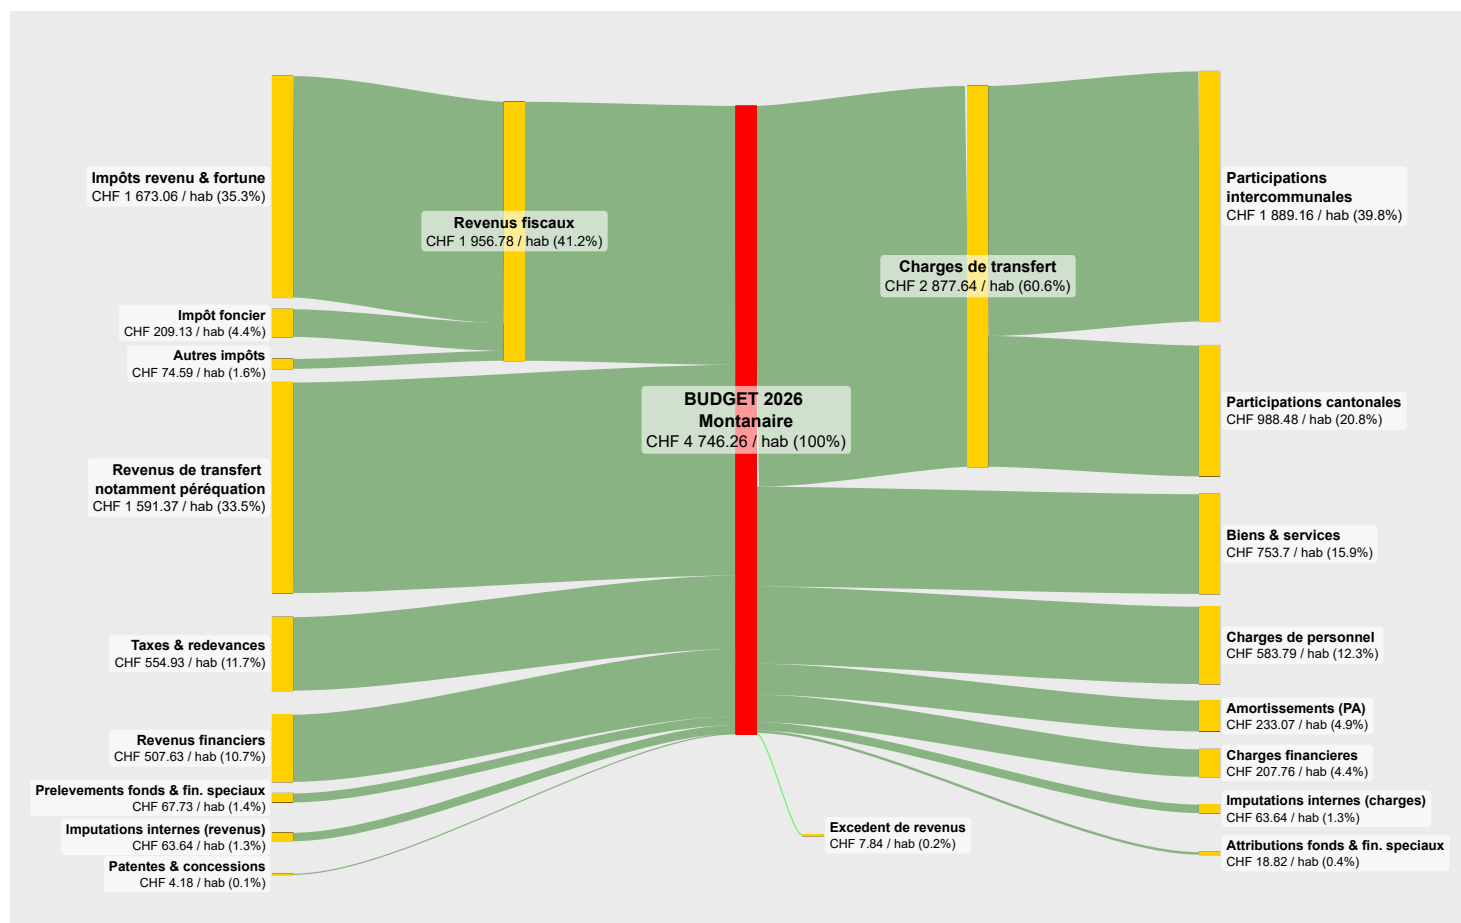 Impôts revenu & fortune
CHF 1 673.06 / hab (35.3%)
Impôt foncier
CHF 209.13 / hab (4.4%)
Autres impôts
CHF 74.59 / hab (1.6%)
Revenus de transfert
notamment péréquation
CHF 1 591.37 / hab (33.5%)
Taxes & redevances
CHF 554.93 / hab (11.7%)
Revenus financiers
CHF 507.63 / hab (10.7%)
Prelevements fonds & fin. speciaux
CHF 67.73 / hab (1.4%)
Imputations internes (revenus)
CHF 63.64 / hab (1.3%)
Patentes & concessions
CHF 4.18 / hab (0.1%)
Revenus fiscaux
CHF 1 956.78 / hab (41.2%)
BUDGET 2026
Montanaire
CHF 4 746.26 / hab (100%)
Excedent de revenus
CHF 7.84 / hab (0.2%)
Charges de transfert
CHF 2 877.64 / hab (60.6%)
Participations
intercommunales
CHF 1 889.16 / hab (39.8%)
Participations cantonales
CHF 988.48 / hab (20.8%)
Biens & services
CHF 753.7 / hab (15.9%)
Charges de personnel
CHF 583.79 / hab (12.3%)
Amortissements (PA)
CHF 233.07 / hab (4.9%)
Charges financieres
CHF 207.76 / hab (4.4%)
Imputations internes (charges)
CHF 63.64 / hab (1.3%)
Attributions fonds & fin. speciaux
CHF 18.82 / hab (0.4%)